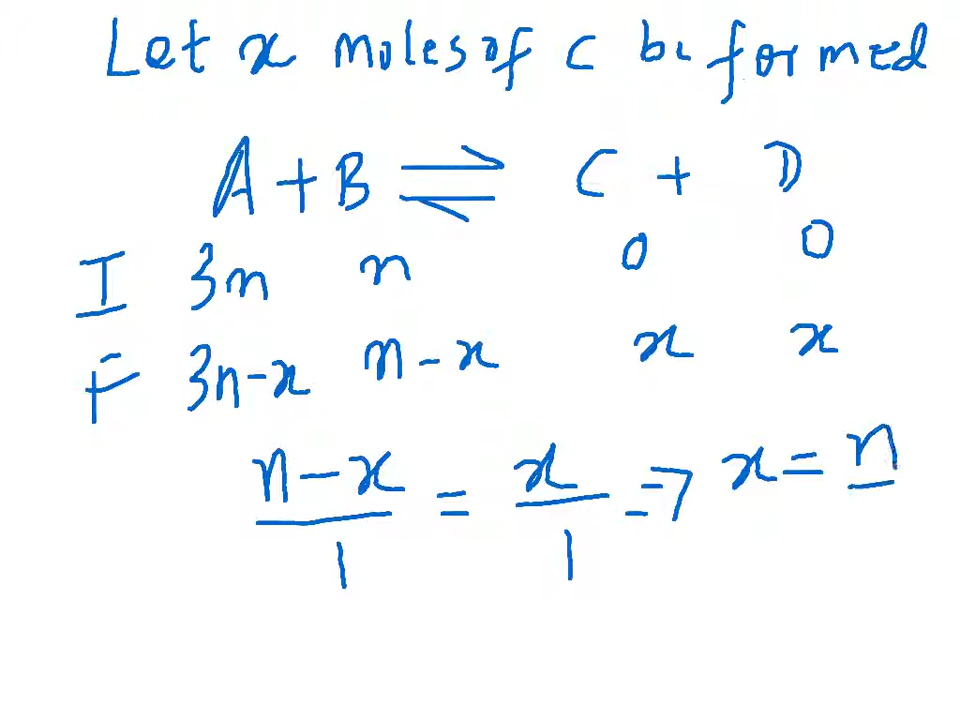 Let x moles of C be formed
A + B ⇌ C + D
I 3n n 0 0
F 3n-x n-x x x
n-x/1 = x/1 => x = n